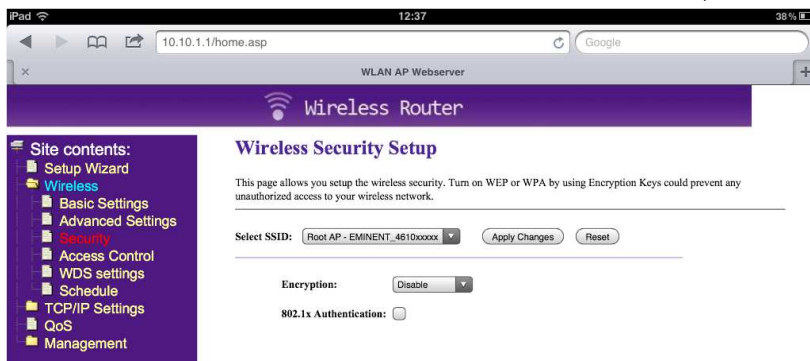 iPad 12:37 38%
10.10.1.1/home.asp Google
WLAN AP Webserver
Wireless Router
Site contents:
Setup Wizard
Wireless
Basic Settings
Advanced Settings
Security
Access Control
WDS settings
Schedule
TCP/IP Settings
QoS
Management
Wireless Security Setup
This page allows you setup the wireless security. Turn on WEP or WPA by using Encryption Keys could prevent any
unauthorized access to your wireless network.
Select SSID: Root AP - EMINENT_4610xxxxx Apply Changes Reset
Encryption: Disable
802.1x Authentication: